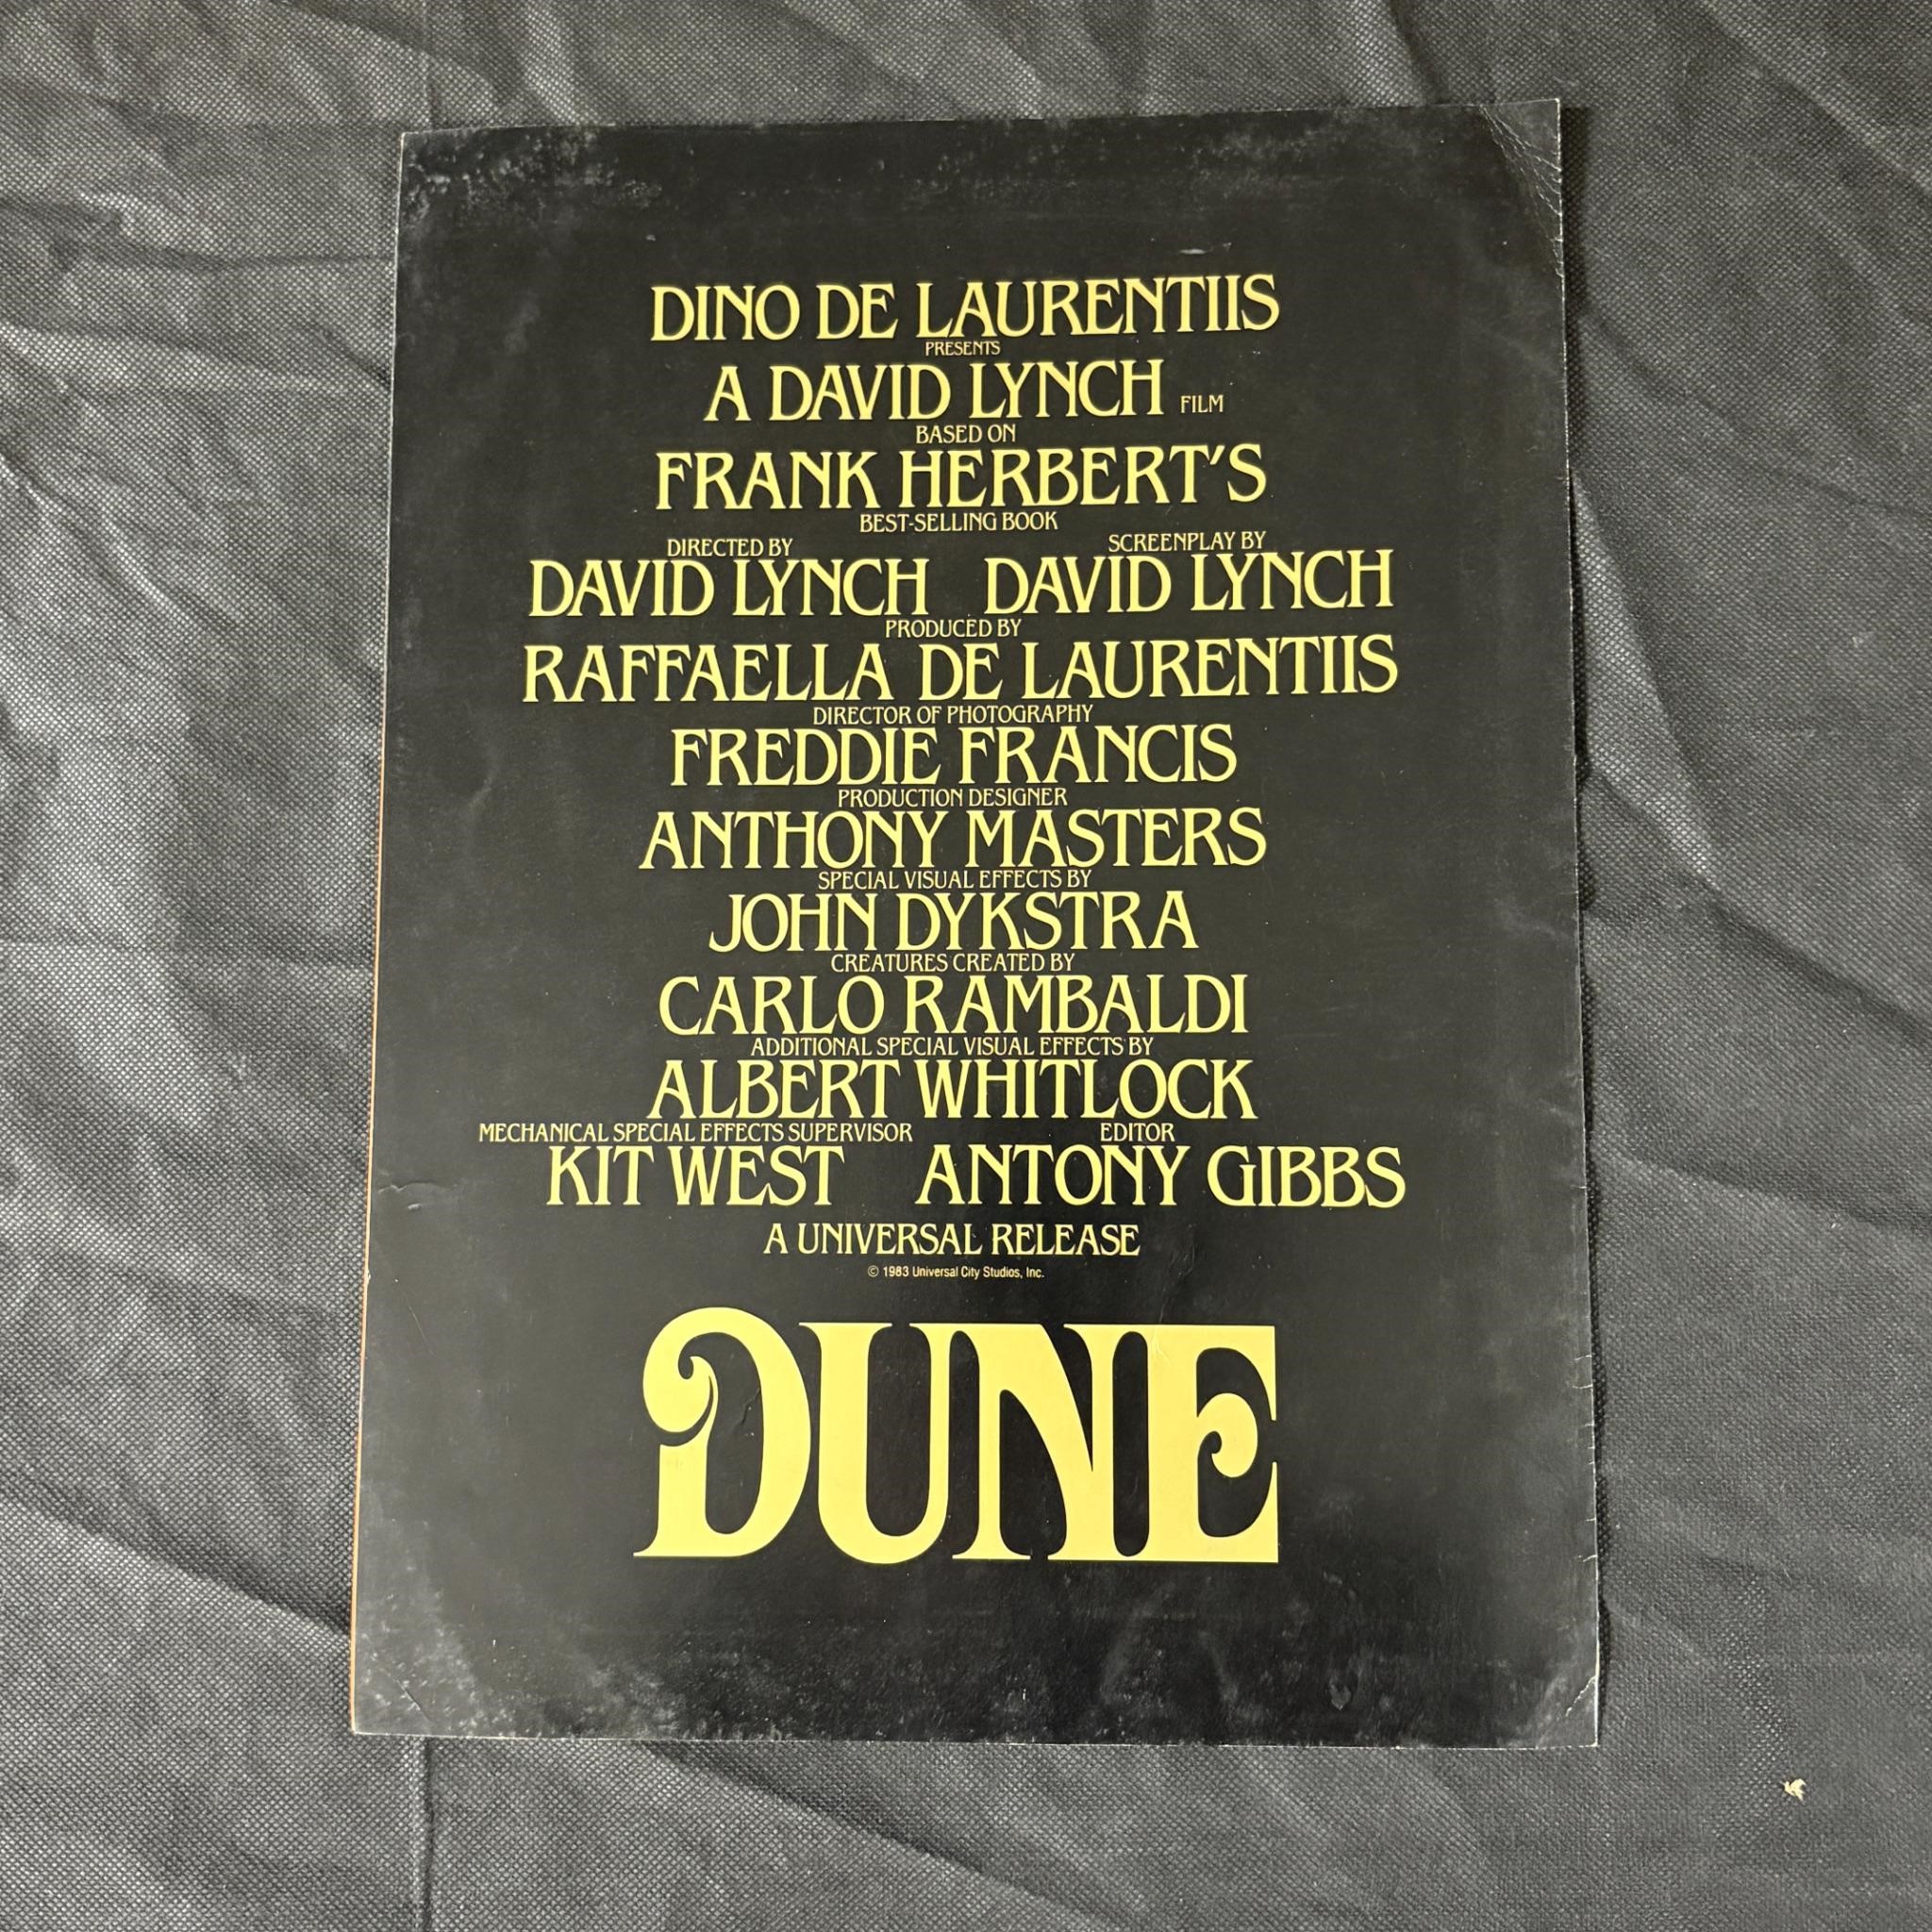 DINO DE LAURENTIIS
PRESENTS
A DAVID LYNCH FILM
BASED ON
FRANK HERBERT'S
BEST-SELLING BOOK
DIRECTED BY SCREENPLAY BY
DAVID LYNCH DAVID LYNCH
PRODUCED BY
RAFFAELLA DE LAURENTIIS
DIRECTOR OF PHOTOGRAPHY
FREDDIE FRANCIS
PRODUCTION DESIGNER
ANTHONY MASTERS
SPECIAL VISUAL EFFECTS BY
JOHN DYKSTRA
CREATURES CREATED BY
CARLO RAMBALDI
ADDITIONAL SPECIAL VISUAL EFFECTS BY
ALBERT WHITLOCK
MECHANICAL SPECIAL EFFECTS SUPERVISOR EDITOR
KIT WEST ANTONY GIBBS
A UNIVERSAL RELEASE
© 1983 Universal City Studios, Inc.
DUNE